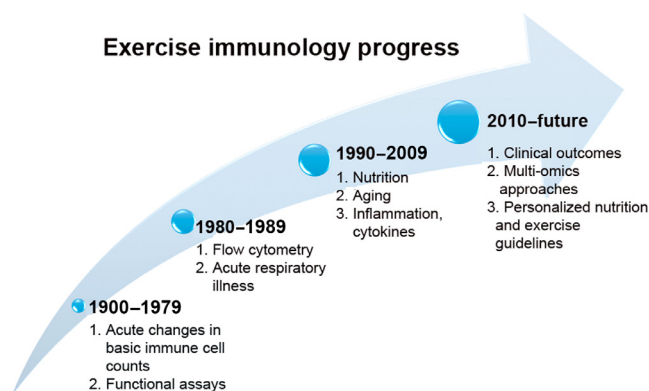 Exercise immunology progress
2010–future
1. Clinical outcomes
2. Multi-omics
approaches
3. Personalized nutrition
and exercise
guidelines
1990–2009
1. Nutrition
2. Aging
3. Inflammation,
cytokines
1980–1989
1. Flow cytometry
2. Acute respiratory
illness
1900–1979
1. Acute changes in
basic immune cell
counts
2. Functional assays